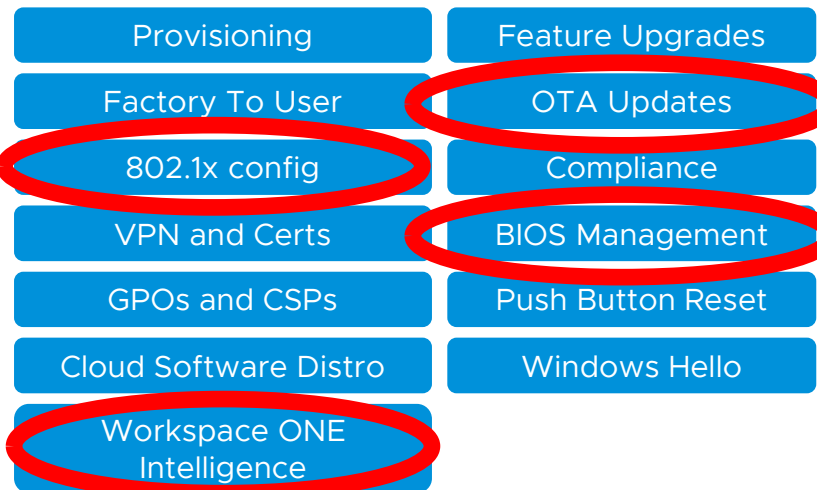 Provisioning
Feature Upgrades
Factory To User
OTA Updates
802.1x config
Compliance
VPN and Certs
BIOS Management
GPOs and CSPs
Push Button Reset
Cloud Software Distro
Windows Hello
Workspace ONE
Intelligence